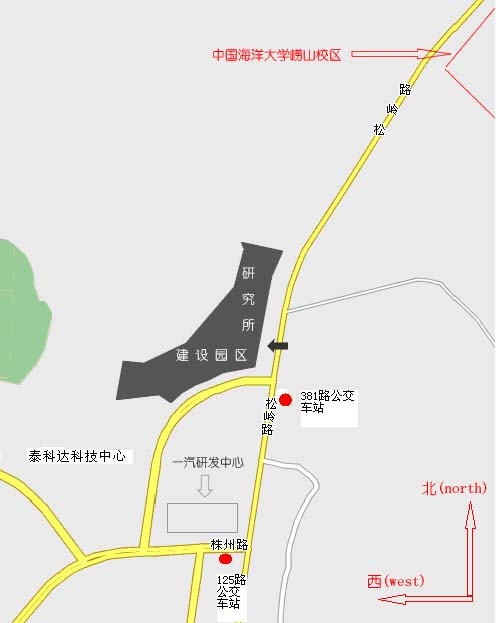 中国海洋大学崂山校区
松岭路
研究所
建设园区
381路公交
车站
松岭路
泰科达科技中心
一汽研发中心
北(north)
株州路
西(west)
125路
公交
车站